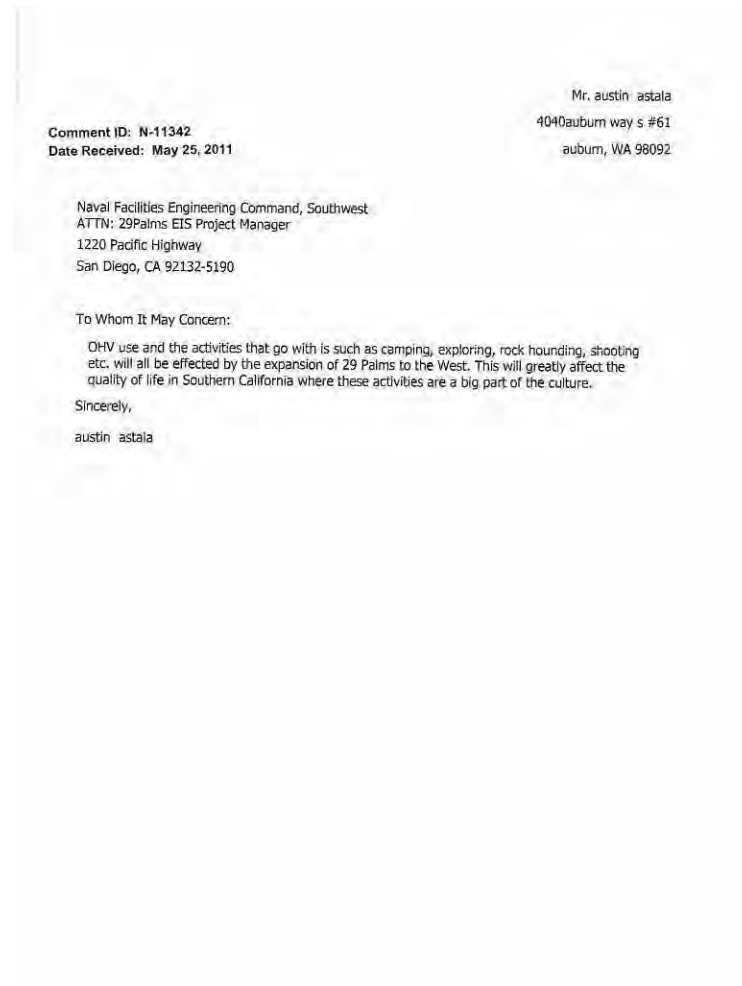 Mr. austin astala
4040auburn way s #61
auburn, WA 98092
Comment ID: N-11342
Date Received: May 25, 2011
Naval Facilities Engineering Command, Southwest
ATTN: 29Palms EIS Project Manager
1220 Pacific Highway
San Diego, CA 92132-5190
To Whom It May Concern:
OHV use and the activities that go with is such as camping, exploring, rock hounding, shooting
etc. will all be effected by the expansion of 29 Palms to the West. This will greatly affect the
quality of life in Southern California where these activities are a big part of the culture.
Sincerely,
austin astala